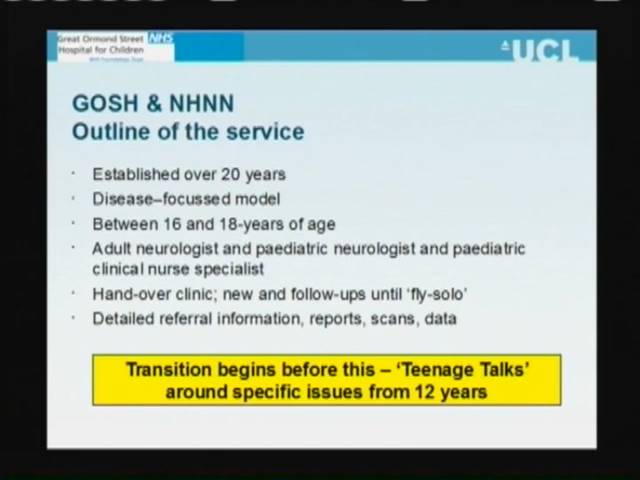 Great Ormond Street NHS
Hospital for Children
NHS Foundation Trust
UCL
GOSH & NHNN
Outline of the service
· Established over 20 years
· Disease–focussed model
· Between 16 and 18-years of age
· Adult neurologist and paediatric neurologist and paediatric
clinical nurse specialist
· Hand-over clinic; new and follow-ups until ‘fly-solo’
· Detailed referral information, reports, scans, data
Transition begins before this – ‘Teenage Talks’
around specific issues from 12 years